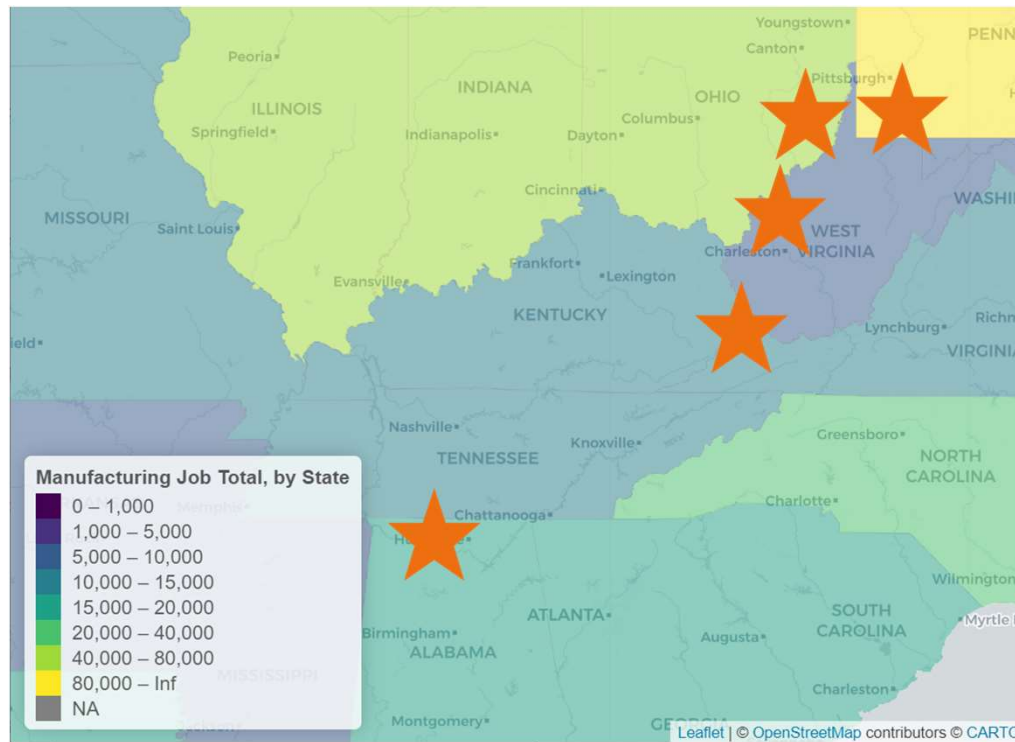 Youngstown
PENN
Canton
Peoria
Pittsburgh
INDIANA
OHIO
ILLINOIS
Columbus
Springfield
Indianapolis
Dayton
Cincinnati
WASHI
MISSOURI
Saint Louis
WEST
VIRGINIA
Charleston
Frankfort
Lexington
Evansville
KENTUCKY
Lynchburg
Richm
ield
VIRGINIA
Nashville
Greensboro
Knoxville
TENNESSEE
NORTH
CAROLINA
Manufacturing Job Total, by State
0 – 1,000
1,000 – 5,000
5,000 – 10,000
10,000 – 15,000
15,000 – 20,000
20,000 – 40,000
40,000 – 80,000
80,000 – Inf
NA
Memphis
Charlotte
Chattanooga
Wilmington
ATLANTA
SOUTH
CAROLINA
Myrtle
Birmingham
ALABAMA
Augusta
MISSISSIPPI
Charleston
Montgomery
GEORGIA
Jackson
Leaflet | © OpenStreetMap contributors © CARTO